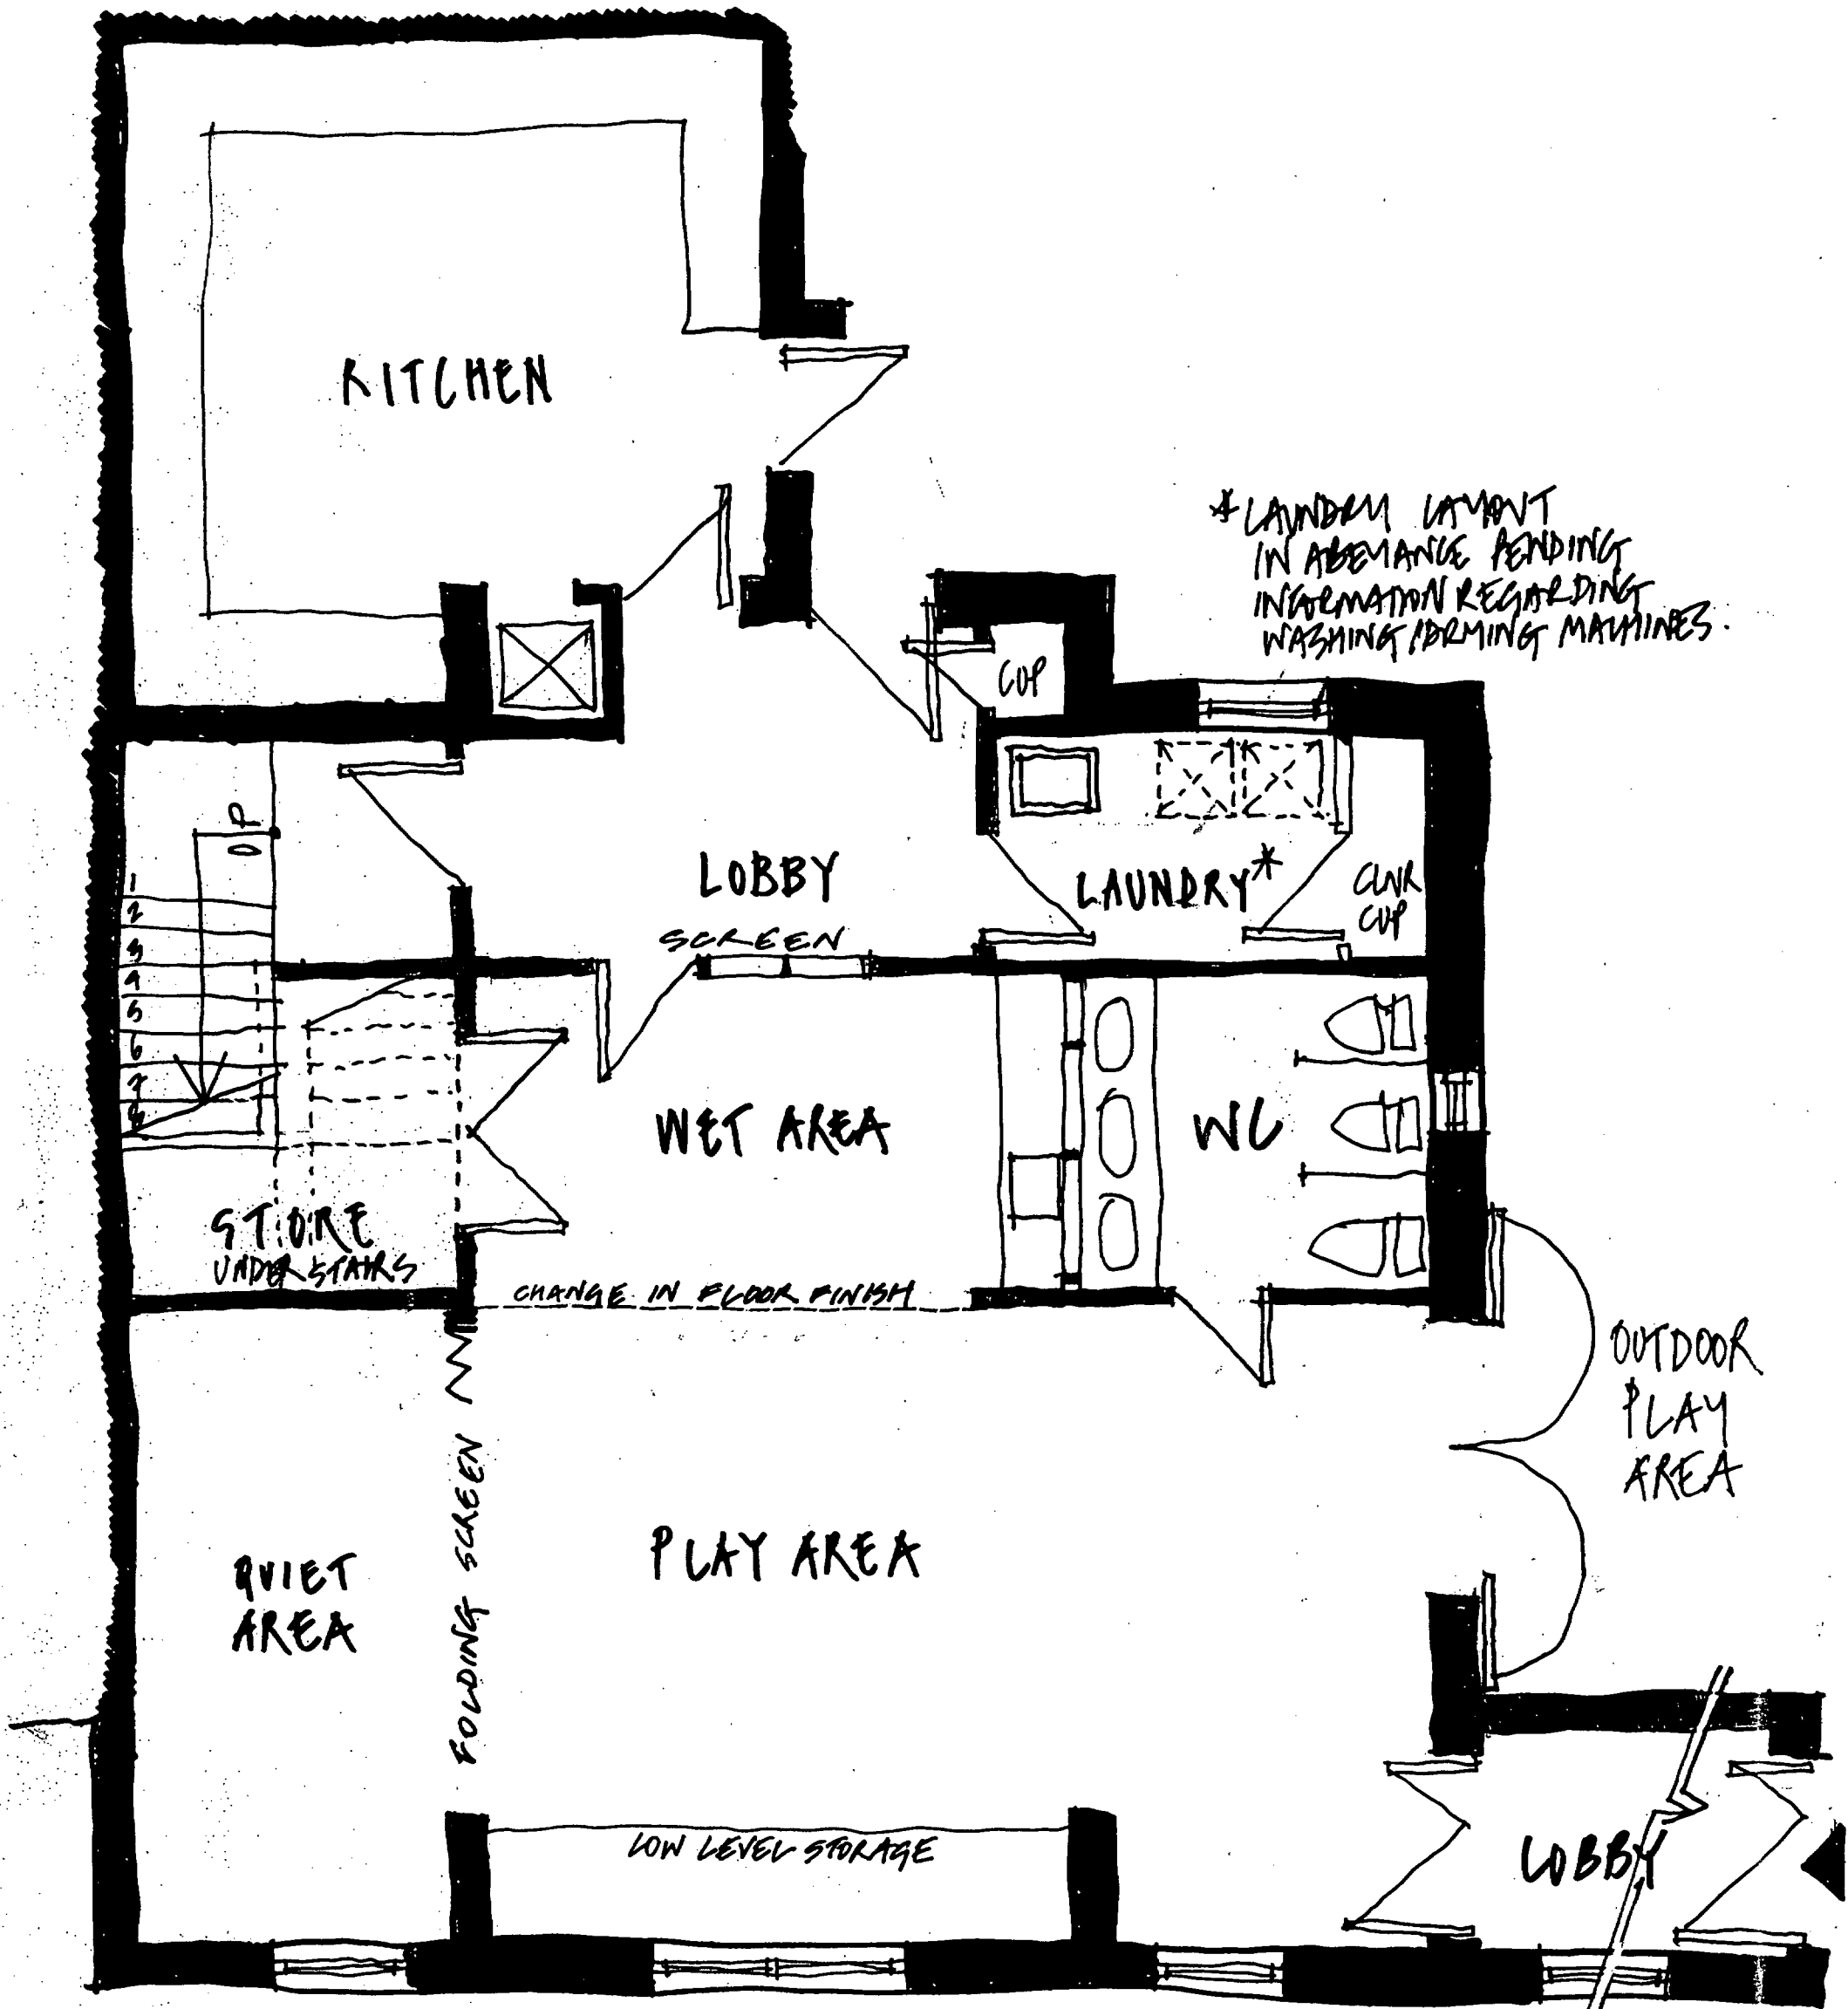 KITCHEN
*LAUNDRY LAYOUT
IN ABEYANCE PENDING
INFORMATION REGARDING
WASHING/DRYING MACHINES.
CUP
UP
LOBBY
LAUNDRY*
CLNR
CUP
SCREEN
1
2
3
4
5
6
7
8
WET AREA
WC
STORE
UNDERSTAIRS
CHANGE IN FLOOR FINISH
OUTDOOR
PLAY
AREA
FOLDING SCREEN
PLAY AREA
QUIET
AREA
LOW LEVEL STORAGE
LOBBY